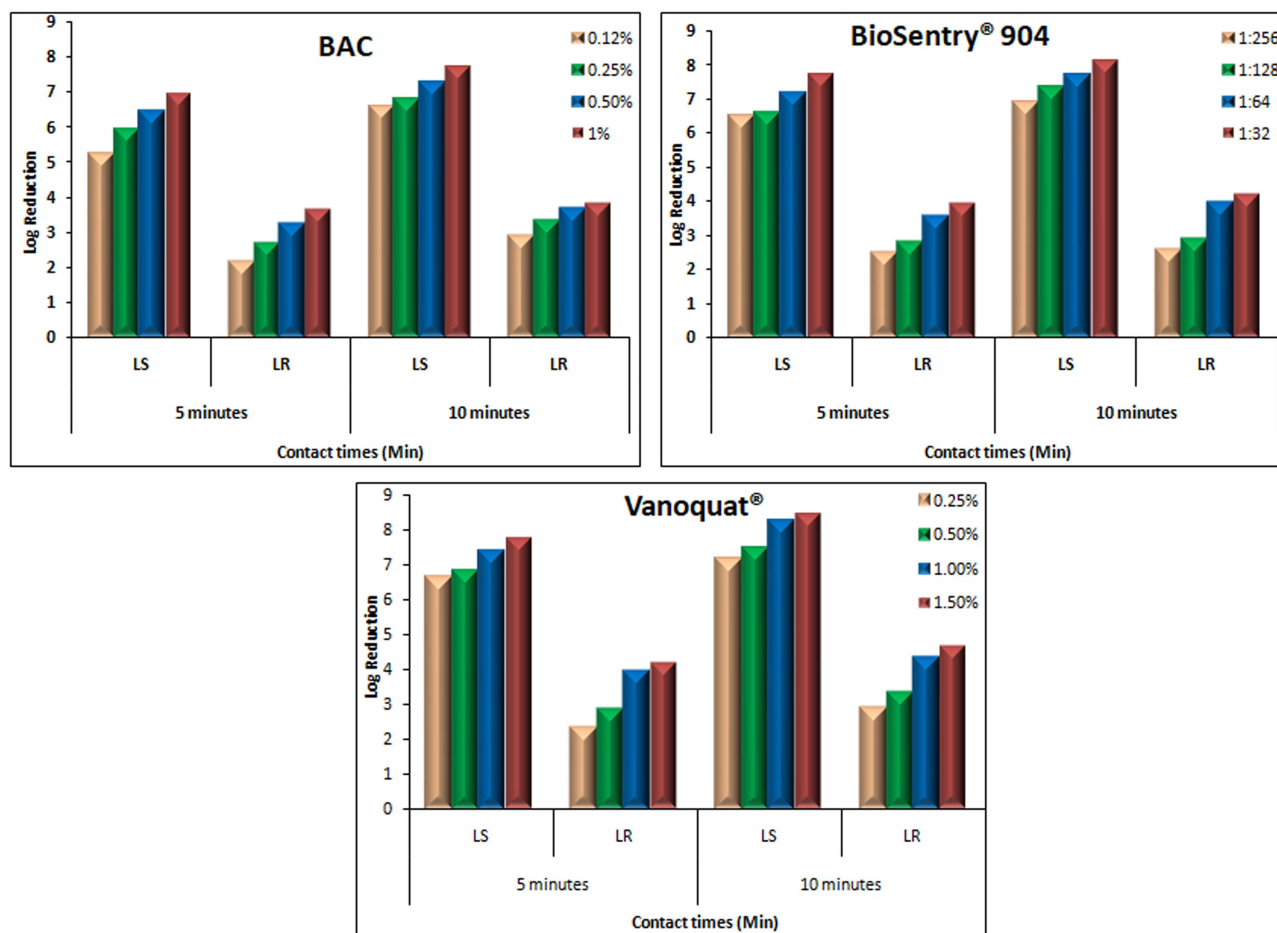 BAC
0.12%
0.25%
0.50%
1%
Log Reduction
9
8
7
6
5
4
3
2
1
0
LS LR LS LR
5 minutes 10 minutes
Contact times (Min)
BioSentry® 904
1:256
1:128
1:64
1:32
Log Reduction
9
8
7
6
5
4
3
2
1
0
LS LR LS LR
5 minutes 10 minutes
Contact times (Min)
Vanoquat®
0.25%
0.50%
1.00%
1.50%
Log Reduction
9
8
7
6
5
4
3
2
1
0
LS LR LS LR
5 minutes 10 minutes
Contact times (Min)